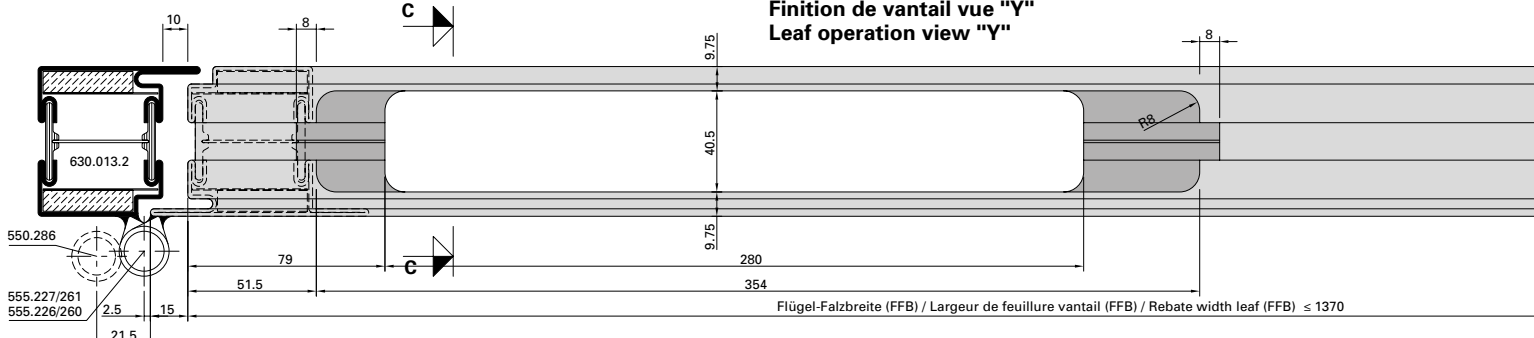 Finition de vantail vue "Y"
Leaf operation view "Y"
C
10
8
9.75
8
R8
40.5
630.013.2
550.286
9.75
C
79
280
51.5
354
555.227/261
555.226/260
2.5
15
Flügel-Falzbreite (FFB) / Largeur de feuillure vantail (FFB) / Rebate width leaf (FFB) ≤ 1370
21.5